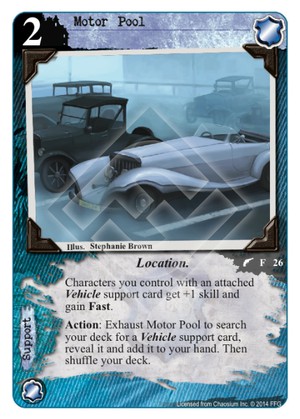 2
Motor Pool
Illus. Stephanie Brown
F 26
Location.
Characters you control with an attached
Vehicle support card get +1 skill and
gain Fast.
Action: Exhaust Motor Pool to search
your deck for a Vehicle support card,
reveal it and add it to your hand. Then
shuffle your deck.
Support
Licensed from Chaosium Inc. © 2014 FFG